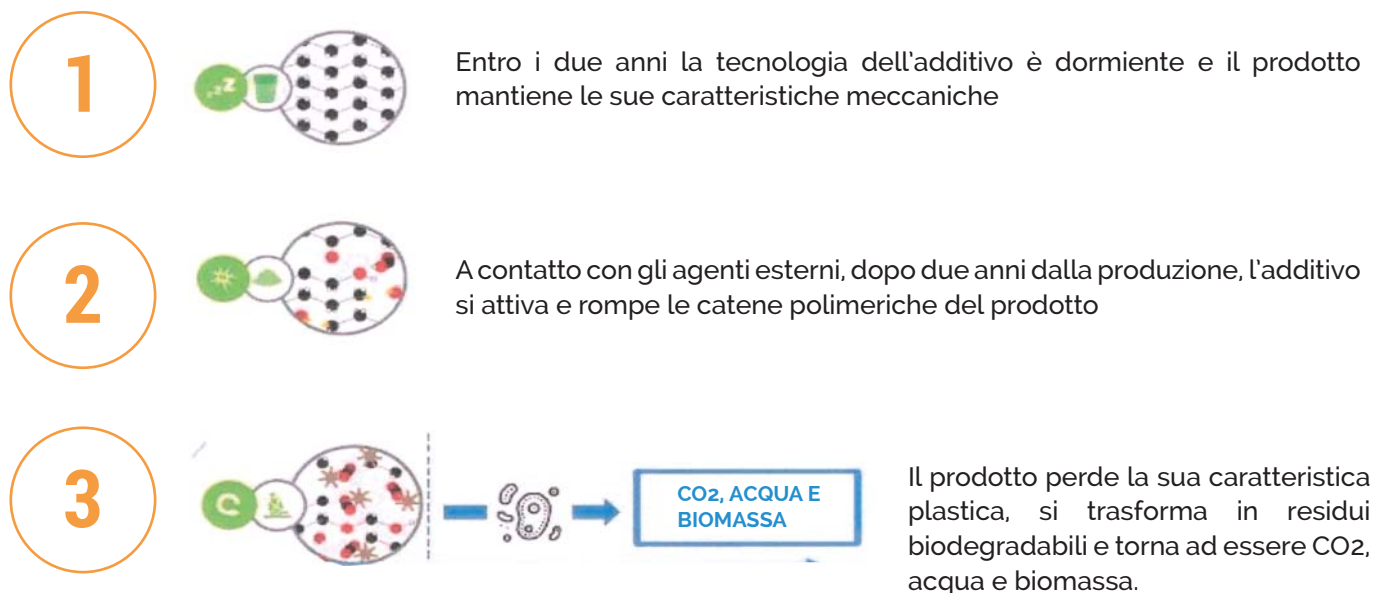 1
zzZ
Entro i due anni la tecnologia dell'additivo è dormiente e il prodotto
mantiene le sue caratteristiche meccaniche
2
A contatto con gli agenti esterni, dopo due anni dalla produzione, l'additivo
si attiva e rompe le catene polimeriche del prodotto
3
CO2, ACQUA E
BIOMASSA
Il prodotto perde la sua caratteristica
plastica, si trasforma in residui
biodegradabili e torna ad essere CO2,
acqua e biomassa.